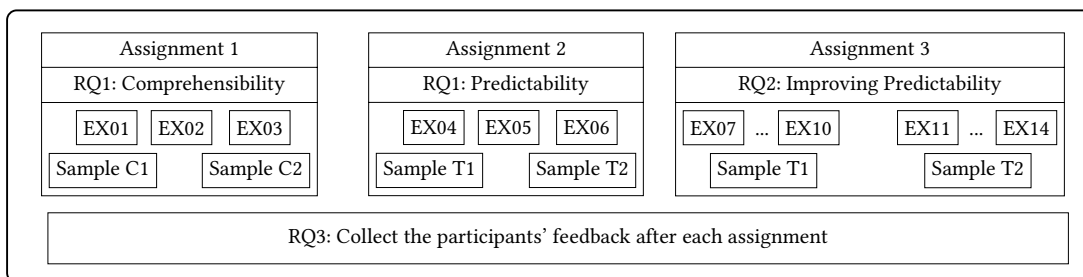 Assignment 1
RQ1: Comprehensibility
EX01 EX02 EX03
Sample C1 Sample C2
Assignment 2
RQ1: Predictability
EX04 EX05 EX06
Sample T1 Sample T2
Assignment 3
RQ2: Improving Predictability
EX07 ... EX10 EX11 ... EX14
Sample T1 Sample T2
RQ3: Collect the participants’ feedback after each assignment